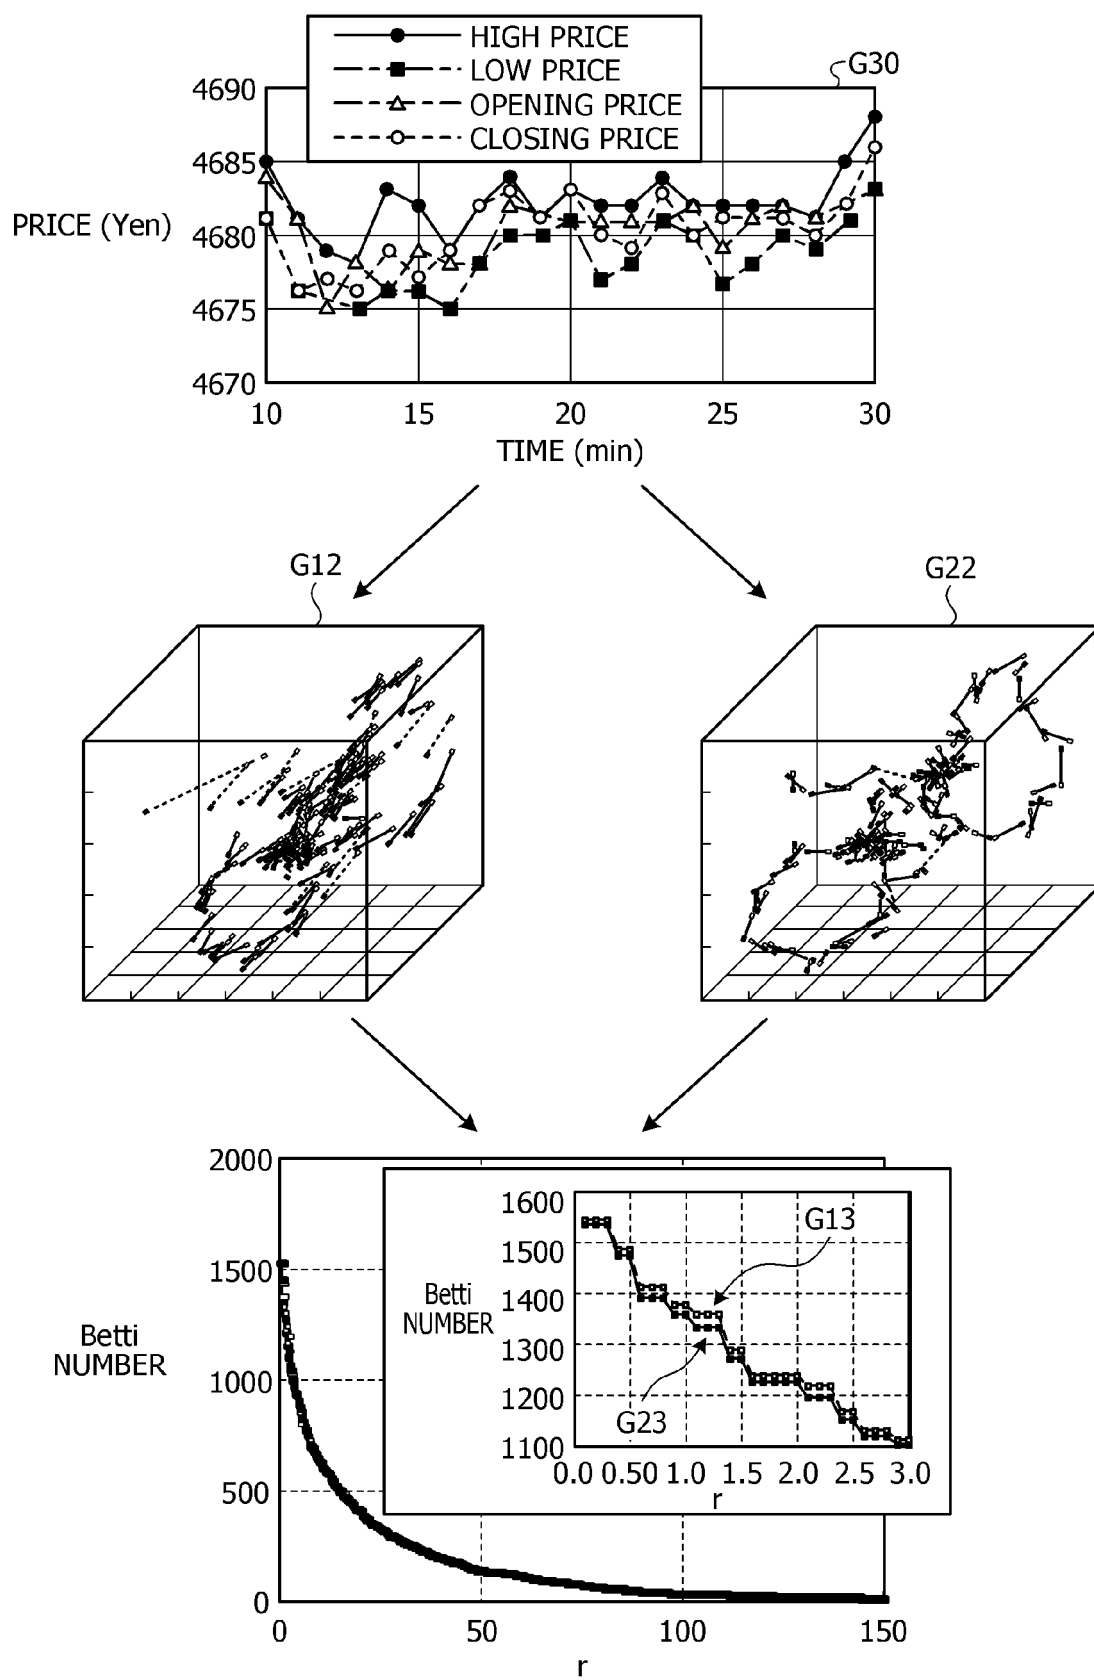 HIGH PRICE
LOW PRICE
OPENING PRICE
CLOSING PRICE
G30
4690
4685
4680
4675
4670
PRICE (Yen)
10 15 20 25 30
TIME (min)
G12
G22
2000
1500
1000
500
0
Betti
NUMBER
0 50 100 150
r
1600
1500
1400
1300
1200
1100
Betti
NUMBER
G13
G23
0.0 0.50 1.0 1.5 2.0 2.5 3.0
r